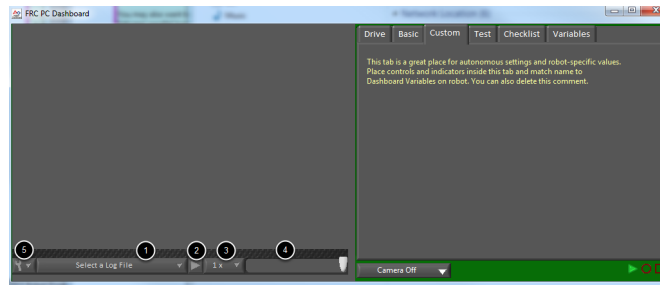 FRC PC Dashboard
Drive Basic Custom Test Checklist Variables
This tab is a great place for autonomous settings and robot-specific values.
Place controls and indicators inside this tab and match name to
Dashboard Variables on robot. You can also delete this comment.
5 1 2 3 4
Select a Log File 1 x
Camera Off